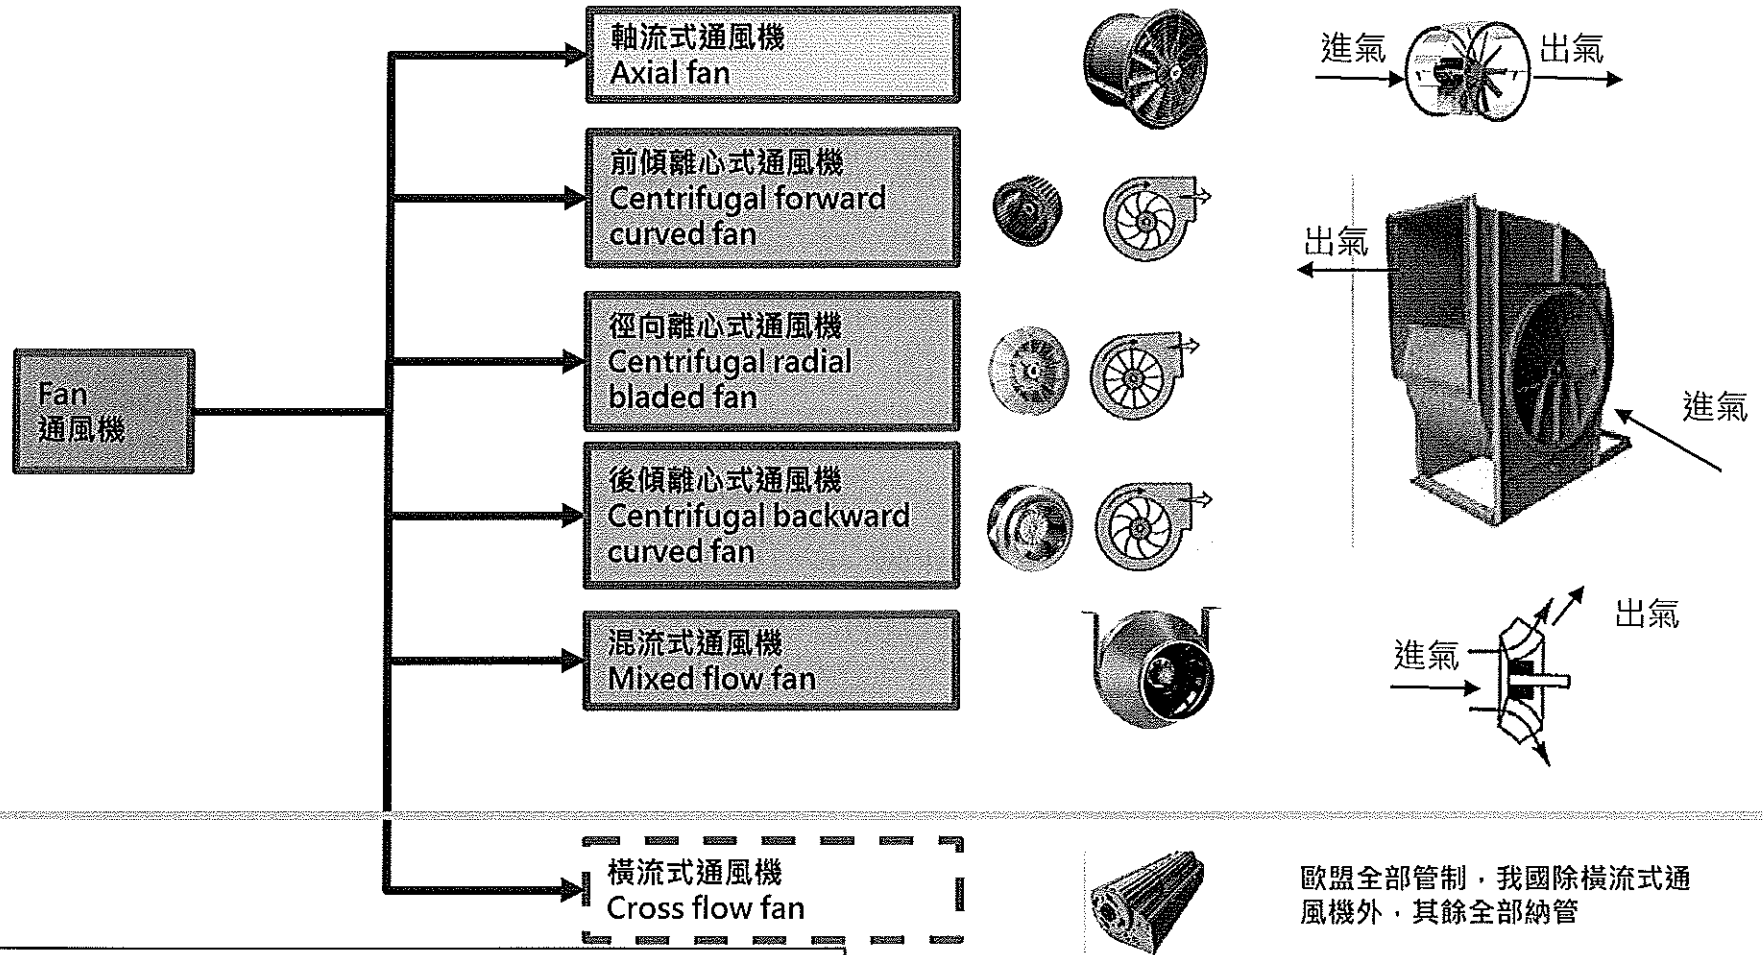 軸流式通風機
Axial fan
進氣
出氣
前傾離心式通風機
Centrifugal forward
curved fan
出氣
徑向離心式通風機
Centrifugal radial
bladed fan
Fan
通風機
進氣
後傾離心式通風機
Centrifugal backward
curved fan
混流式通風機
Mixed flow fan
出氣
進氣
橫流式通風機
Cross flow fan
歐盟全部管制，我國除橫流式通
風機外，其餘全部納管